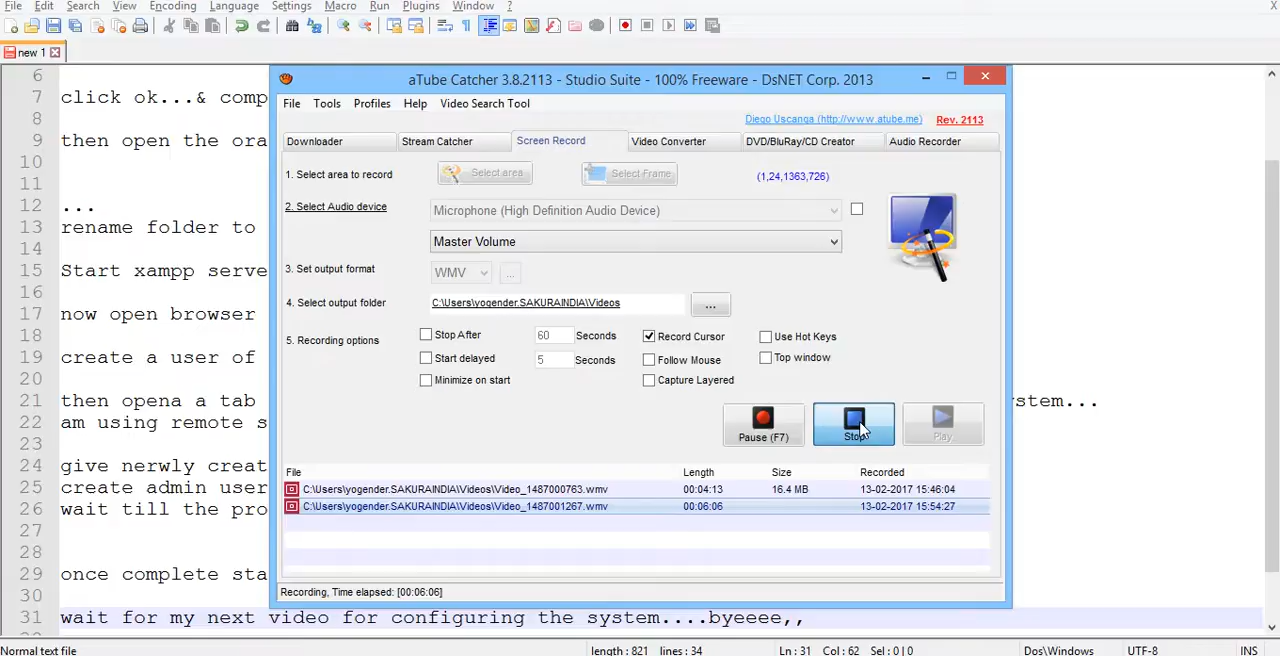 File Edit Search View Encoding Language Settings Macro Run Plugins Window ? X
new 1
aTube Catcher 3.8.2113 - Studio Suite - 100% Freeware - DsNET Corp. 2013
File Tools Profiles Help Video Search Tool
Diego Uscanga (http://www.atube.me) Rev. 2113
Downloader Stream Catcher Screen Record Video Converter DVD/BluRay/CD Creator Audio Recorder
1. Select area to record Select area Select Frame (1,24,1363,726)
2. Select Audio device Microphone (High Definition Audio Device)
Master Volume
3. Set output format WMV ...
4. Select output folder C:\Users\yogender.SAKURAINDIA\Videos ...
5. Recording options
Stop After 60 Seconds Record Cursor Use Hot Keys
Start delayed 5 Seconds Follow Mouse Top window
Minimize on start Capture Layered
Pause (F7) Stop Play
File Length Size Recorded
C:\Users\yogender.SAKURAINDIA\Videos\Video_1487000763.wmv 00:04:13 16.4 MB 13-02-2017 15:46:04
C:\Users\yogender.SAKURAINDIA\Videos\Video_1487001267.wmv 00:06:06 13-02-2017 15:54:27
Recording, Time elapsed: [00:06:06]
6
7 click ok...& comp
8
9 then open the ora
10
11
12 ...
13 rename folder to
14
15 Start xampp serve
16
17 now open browser
18
19 create a user of
20
21 then opena a tab stem...
22 am using remote s
23
24 give nerwly creat
25 create admin user
26 wait till the pro
27
28
29 once complete sta
30
31 wait for my next video for configuring the system....byeeee,,
Normal text file length : 821 lines : 34 Ln : 31 Col : 62 Sel : 0 | 0 Dos\Windows UTF-8 INS